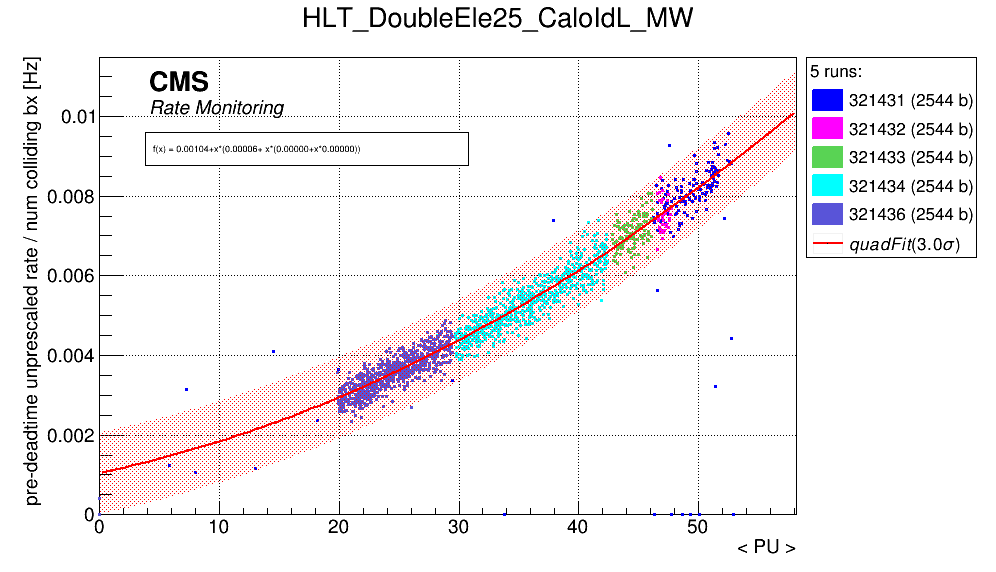 HLT_DoubleEle25_CaloIdL_MW
pre-deadtime unprescaled rate / num colliding bx [Hz]
CMS
Rate Monitoring
f(x) = 0.00104+x*(0.00006+ x*(0.00000+x*0.00000))
0.01
0.008
0.006
0.004
0.002
0
0 10 20 30 40 50
< PU >
5 runs:
321431 (2544 b)
321432 (2544 b)
321433 (2544 b)
321434 (2544 b)
321436 (2544 b)
quadFit(3.0σ)